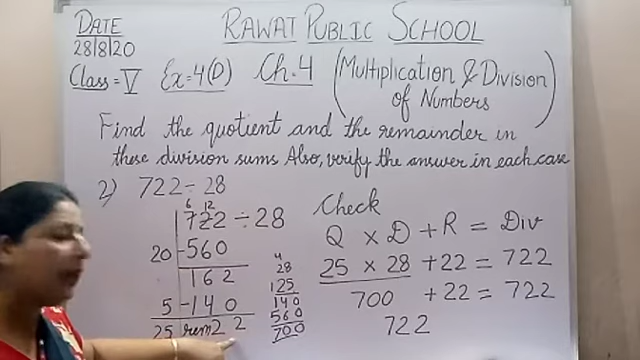 DATE
28/8/20
RAWAT PUBLIC SCHOOL
Class = V Ex = 4(D) Ch. 4 (Multiplication & Division of Numbers)
Find the quotient and the remainder in
these division sums Also, verify the answer in each case
2) 722 ÷ 28
6 12
722 ÷ 28
20 -560
162
5 -140
25 rem 22
4
28
125
140
560
700
Check
Q × D + R = Div
25 × 28 + 22 = 722
700 + 22 = 722
722